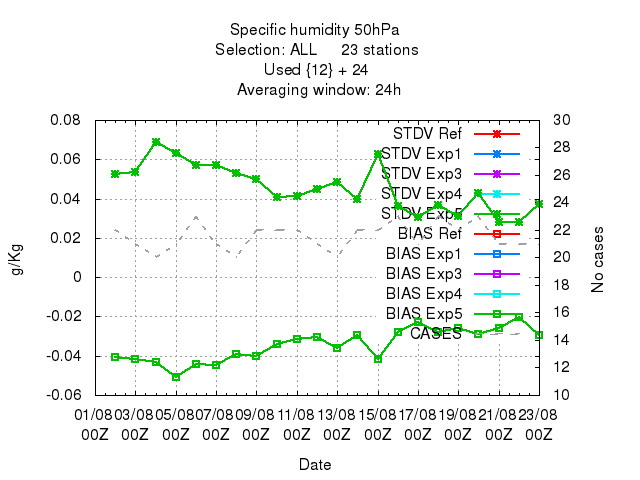 Specific humidity 50hPa
Selection: ALL 23 stations
Used {12} + 24
Averaging window: 24h
0.08
0.06
0.04
0.02
0
-0.02
-0.04
-0.06
g/Kg
30
28
26
24
22
20
18
16
14
12
10
No cases
STDV Ref
STDV Exp1
STDV Exp3
STDV Exp4
STDV Exp5
BIAS Ref
BIAS Exp1
BIAS Exp3
BIAS Exp4
BIAS Exp5
CASES
01/08 03/08 05/08 07/08 09/08 11/08 13/08 15/08 17/08 19/08 21/08 23/08
00Z 00Z 00Z 00Z 00Z 00Z 00Z 00Z 00Z 00Z 00Z 00Z
Date